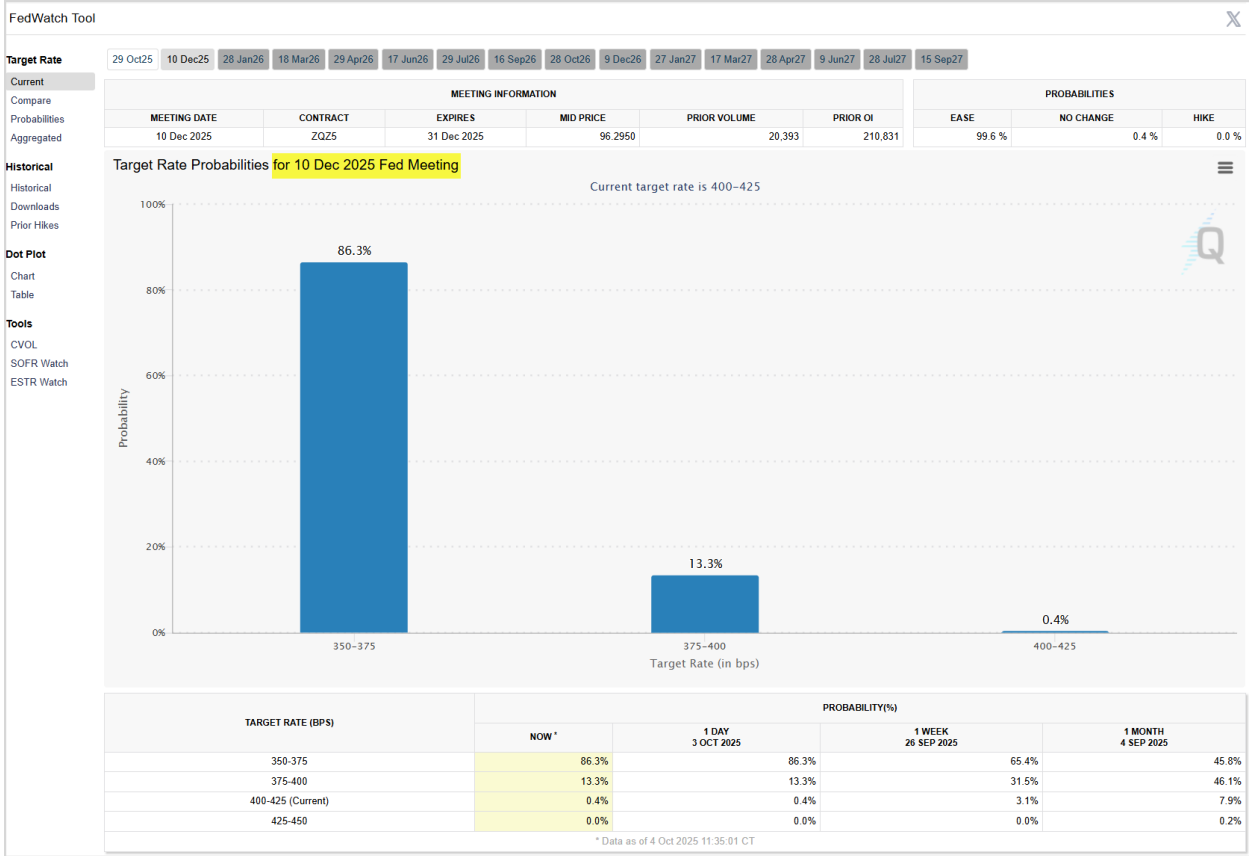 FedWatch Tool
Target Rate
Current
Compare
Probabilities
Aggregated
Historical
Historical
Downloads
Prior Hikes
Dot Plot
Chart
Table
Tools
CVOL
SOFR Watch
ESTR Watch
29 Oct25 10 Dec25 28 Jan26 18 Mar26 29 Apr26 17 Jun26 29 Jul26 16 Sep26 28 Oct26 9 Dec26 27 Jan27 17 Mar27 28 Apr27 9 Jun27 28 Jul27 15 Sep27
MEETING INFORMATION
MEETING DATE CONTRACT EXPIRES MID PRICE PRIOR VOLUME PRIOR OI
10 Dec 2025 ZQZ5 31 Dec 2025 96.2950 20,393 210,831
PROBABILITIES
EASE NO CHANGE HIKE
99.6 % 0.4 % 0.0 %
Target Rate Probabilities for 10 Dec 2025 Fed Meeting
Current target rate is 400–425
Q
Probability
100%
80%
60%
40%
20%
0%
86.3%
13.3%
0.4%
350–375 375–400 400–425
Target Rate (in bps)
TARGET RATE (BPS) PROBABILITY(%)
NOW * 1 DAY 1 WEEK 1 MONTH
3 OCT 2025 26 SEP 2025 4 SEP 2025
350-375 86.3% 86.3% 65.4% 45.8%
375-400 13.3% 13.3% 31.5% 46.1%
400-425 (Current) 0.4% 0.4% 3.1% 7.9%
425-450 0.0% 0.0% 0.0% 0.2%
* Data as of 4 Oct 2025 11:35:01 CT